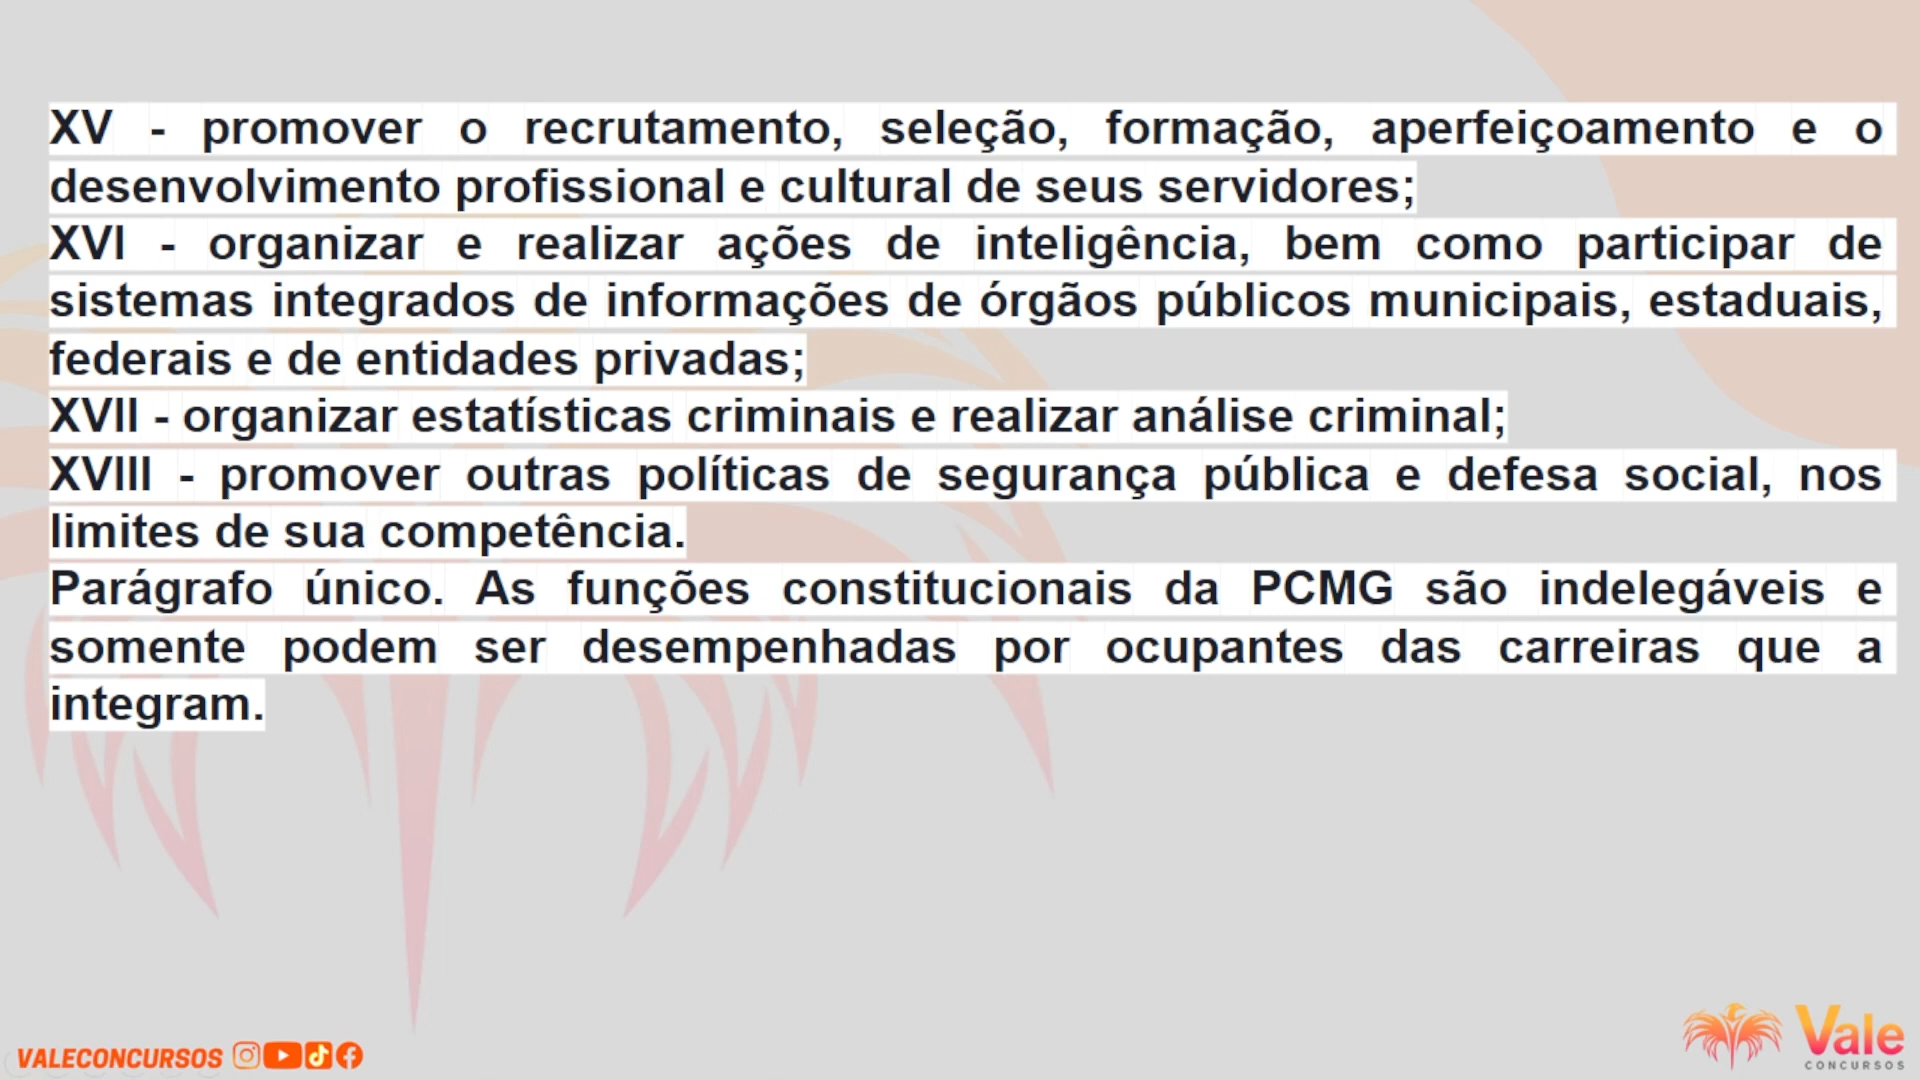 XV - promover o recrutamento, seleção, formação, aperfeiçoamento e o
desenvolvimento profissional e cultural de seus servidores;
XVI - organizar e realizar ações de inteligência, bem como participar de
sistemas integrados de informações de órgãos públicos municipais, estaduais,
federais e de entidades privadas;
XVII - organizar estatísticas criminais e realizar análise criminal;
XVIII - promover outras políticas de segurança pública e defesa social, nos
limites de sua competência.
Parágrafo único. As funções constitucionais da PCMG são indelegáveis e
somente podem ser desempenhadas por ocupantes das carreiras que a
integram.
VALECONCURSOS
Vale
CONCURSOS